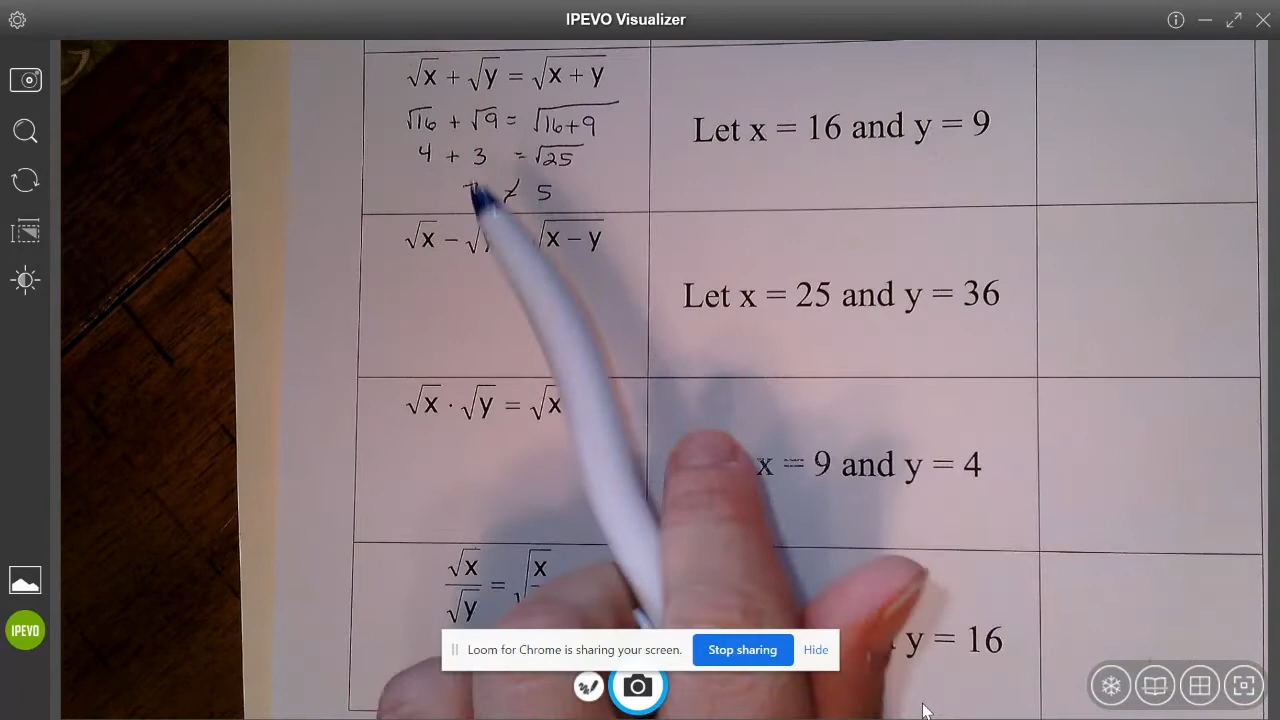 IPEVO Visualizer
√x + √y = √x + y
√16 + √9 = √16+9
4 + 3 = √25
≠ 5
Let x = 16 and y = 9
√x − √ √x − y
Let x = 25 and y = 36
√x · √y = √x
x = 9 and y = 4
√x/√y = √x
y = 16
Loom for Chrome is sharing your screen.
Stop sharing
Hide
IPEVO